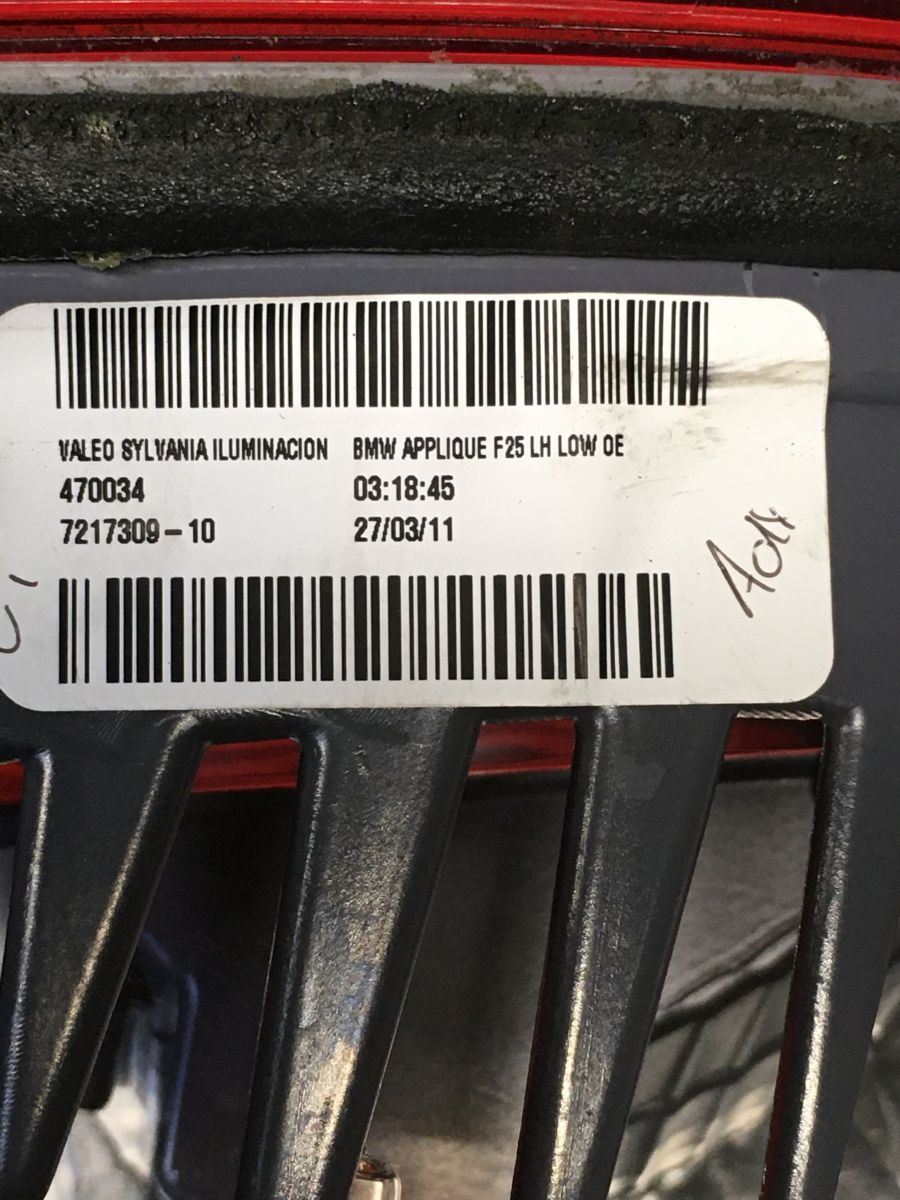 VALEO SYLVANIA ILUMINACION BMW APPLIQUE F25 LH LOW OE
470034 03:18:45
7217309-10 27/03/11